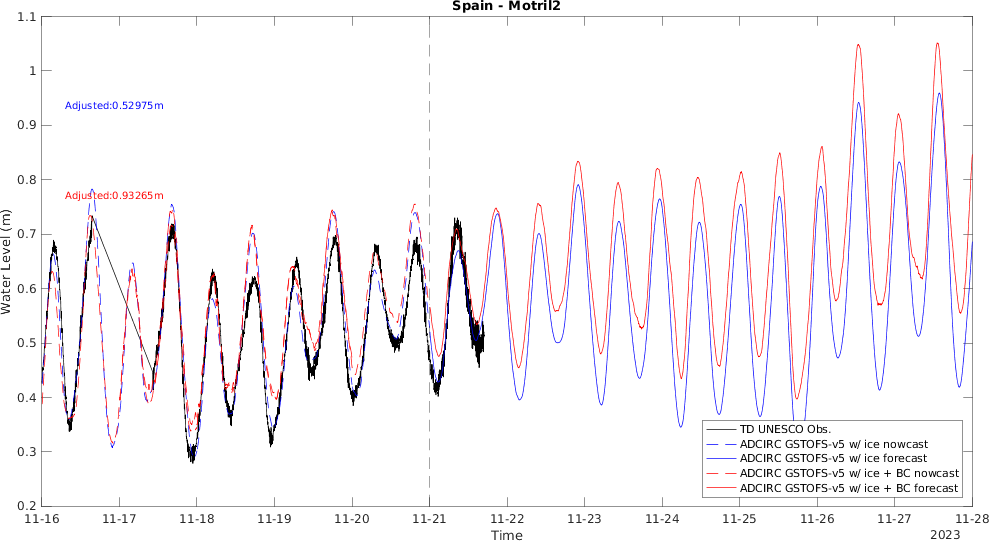 Spain - Motril2
1.1
1
0.9
0.8
0.7
0.6
0.5
0.4
0.3
0.2
Water Level (m)
Adjusted:0.52975m
Adjusted:0.93265m
TD UNESCO Obs.
ADCIRC GSTOFS-v5 w/ ice nowcast
ADCIRC GSTOFS-v5 w/ ice forecast
ADCIRC GSTOFS-v5 w/ ice + BC nowcast
ADCIRC GSTOFS-v5 w/ ice + BC forecast
11-16 11-17 11-18 11-19 11-20 11-21 11-22 11-23 11-24 11-25 11-26 11-27 11-28
Time
2023